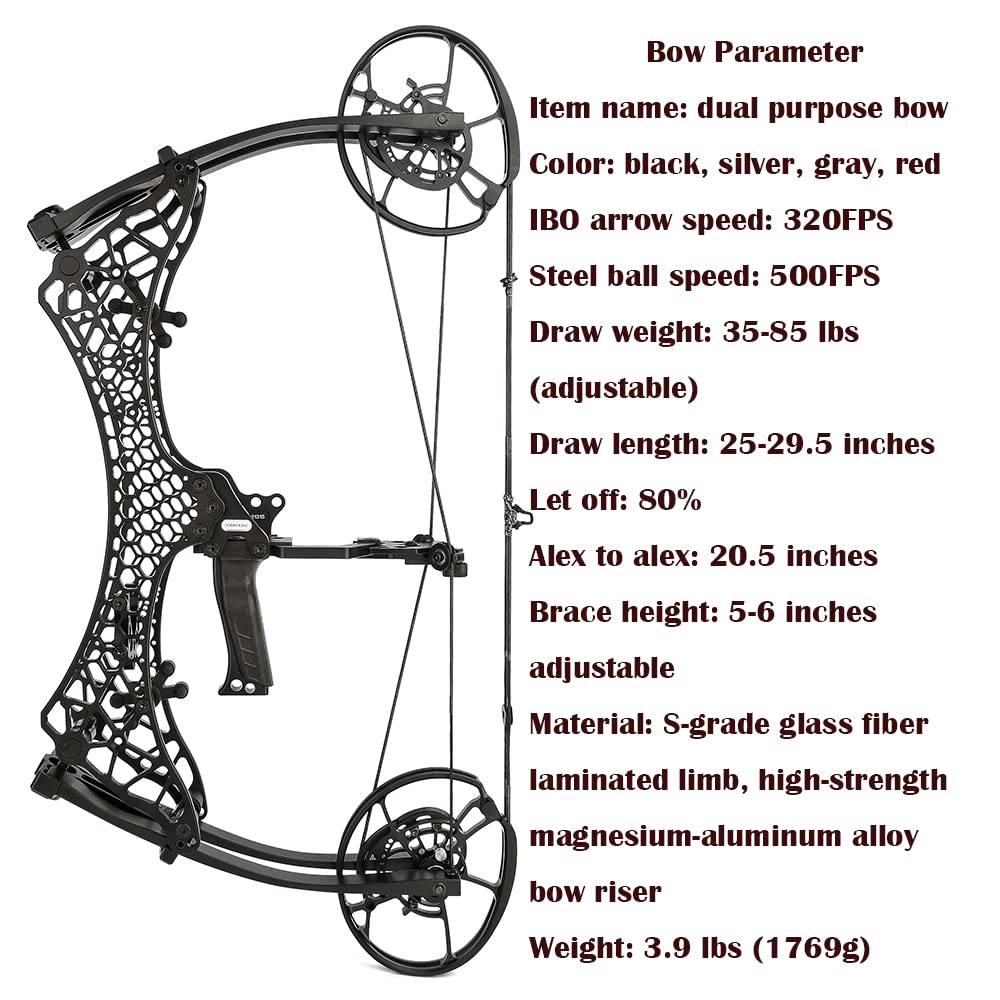 Bow Parameter
Item name: dual purpose bow
Color: black, silver, gray, red
IBO arrow speed: 320FPS
Steel ball speed: 500FPS
Draw weight: 35-85 lbs
(adjustable)
Draw length: 25-29.5 inches
Let off: 80%
Alex to alex: 20.5 inches
Brace height: 5-6 inches
adjustable
Material: S-grade glass fiber
laminated limb, high-strength
magnesium-aluminum alloy
bow riser
Weight: 3.9 lbs (1769g)